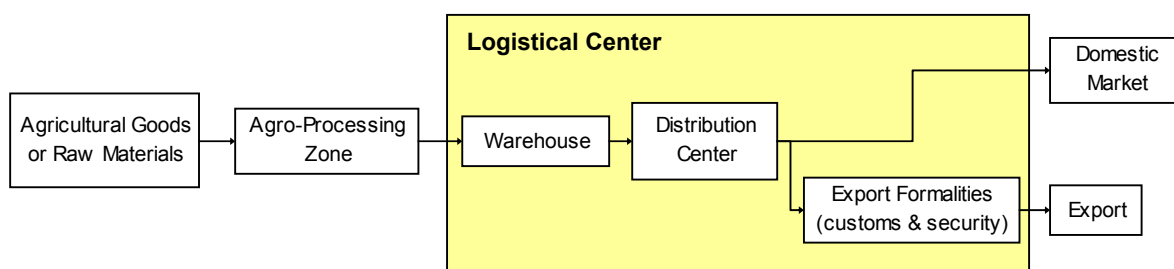 Logistical Center
Agricultural Goods
or Raw Materials
Agro-Processing
Zone
Warehouse
Distribution
Center
Domestic
Market
Export Formalities
(customs & security)
Export